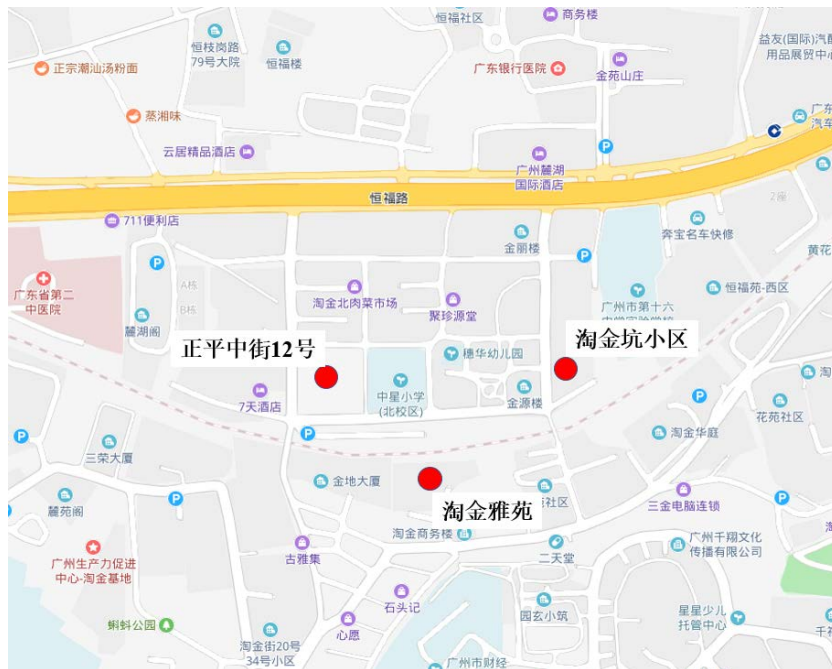 恒福社区
商务楼
恒枝岗路
79号大院
恒福楼
益友(国际)汽
用品展贸中心
正宗潮汕汤粉面
广东银行医院
金苑山庄
蒸湘味
广东
汽车
云居精品酒店
广州麓湖
国际酒店
恒福路
2座
711便利店
金丽楼
奔宝名车快修
黄花
广东省第二
中医院
A栋
B栋
淘金北肉菜市场
聚珍源堂
广州市第十六
恒福苑-西区
麓湖阁
正平中街12号
淘金坑小区
穗华幼儿园
7天酒店
中星小学
(北校区)
金源楼
淘
花苑社区
三荣大厦
淘金华庭
金地大厦
淘金雅苑
社区
三金电脑连锁
麓苑阁
淘金商务楼
古雅集
二天堂
广州千翔文化
传播有限公司
广州生产力促进
中心-淘金基地
石头记
园玄小筑
星星少儿
托管中心
蝌蚪公园
心愿
淘金街20号
34号小区
广州市财经
千禧